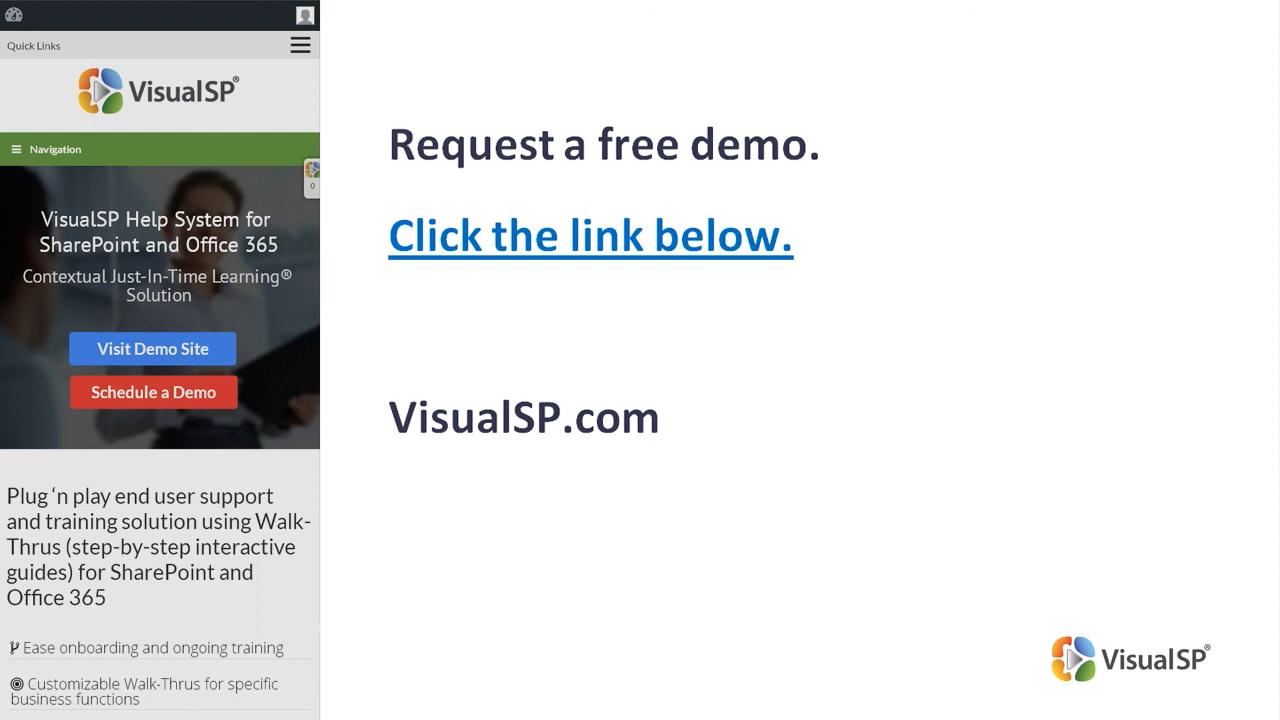 Quick Links
VisualSP®
Navigation
0
VisualSP Help System for
SharePoint and Office 365
Contextual Just-In-Time Learning®
Solution
Visit Demo Site
Schedule a Demo
Plug ‘n play end user support
and training solution using Walk-
Thrus (step-by-step interactive
guides) for SharePoint and
Office 365
Ease onboarding and ongoing training
Customizable Walk-Thrus for specific
business functions
Request a free demo.
Click the link below.
VisualSP.com
VisualSP®